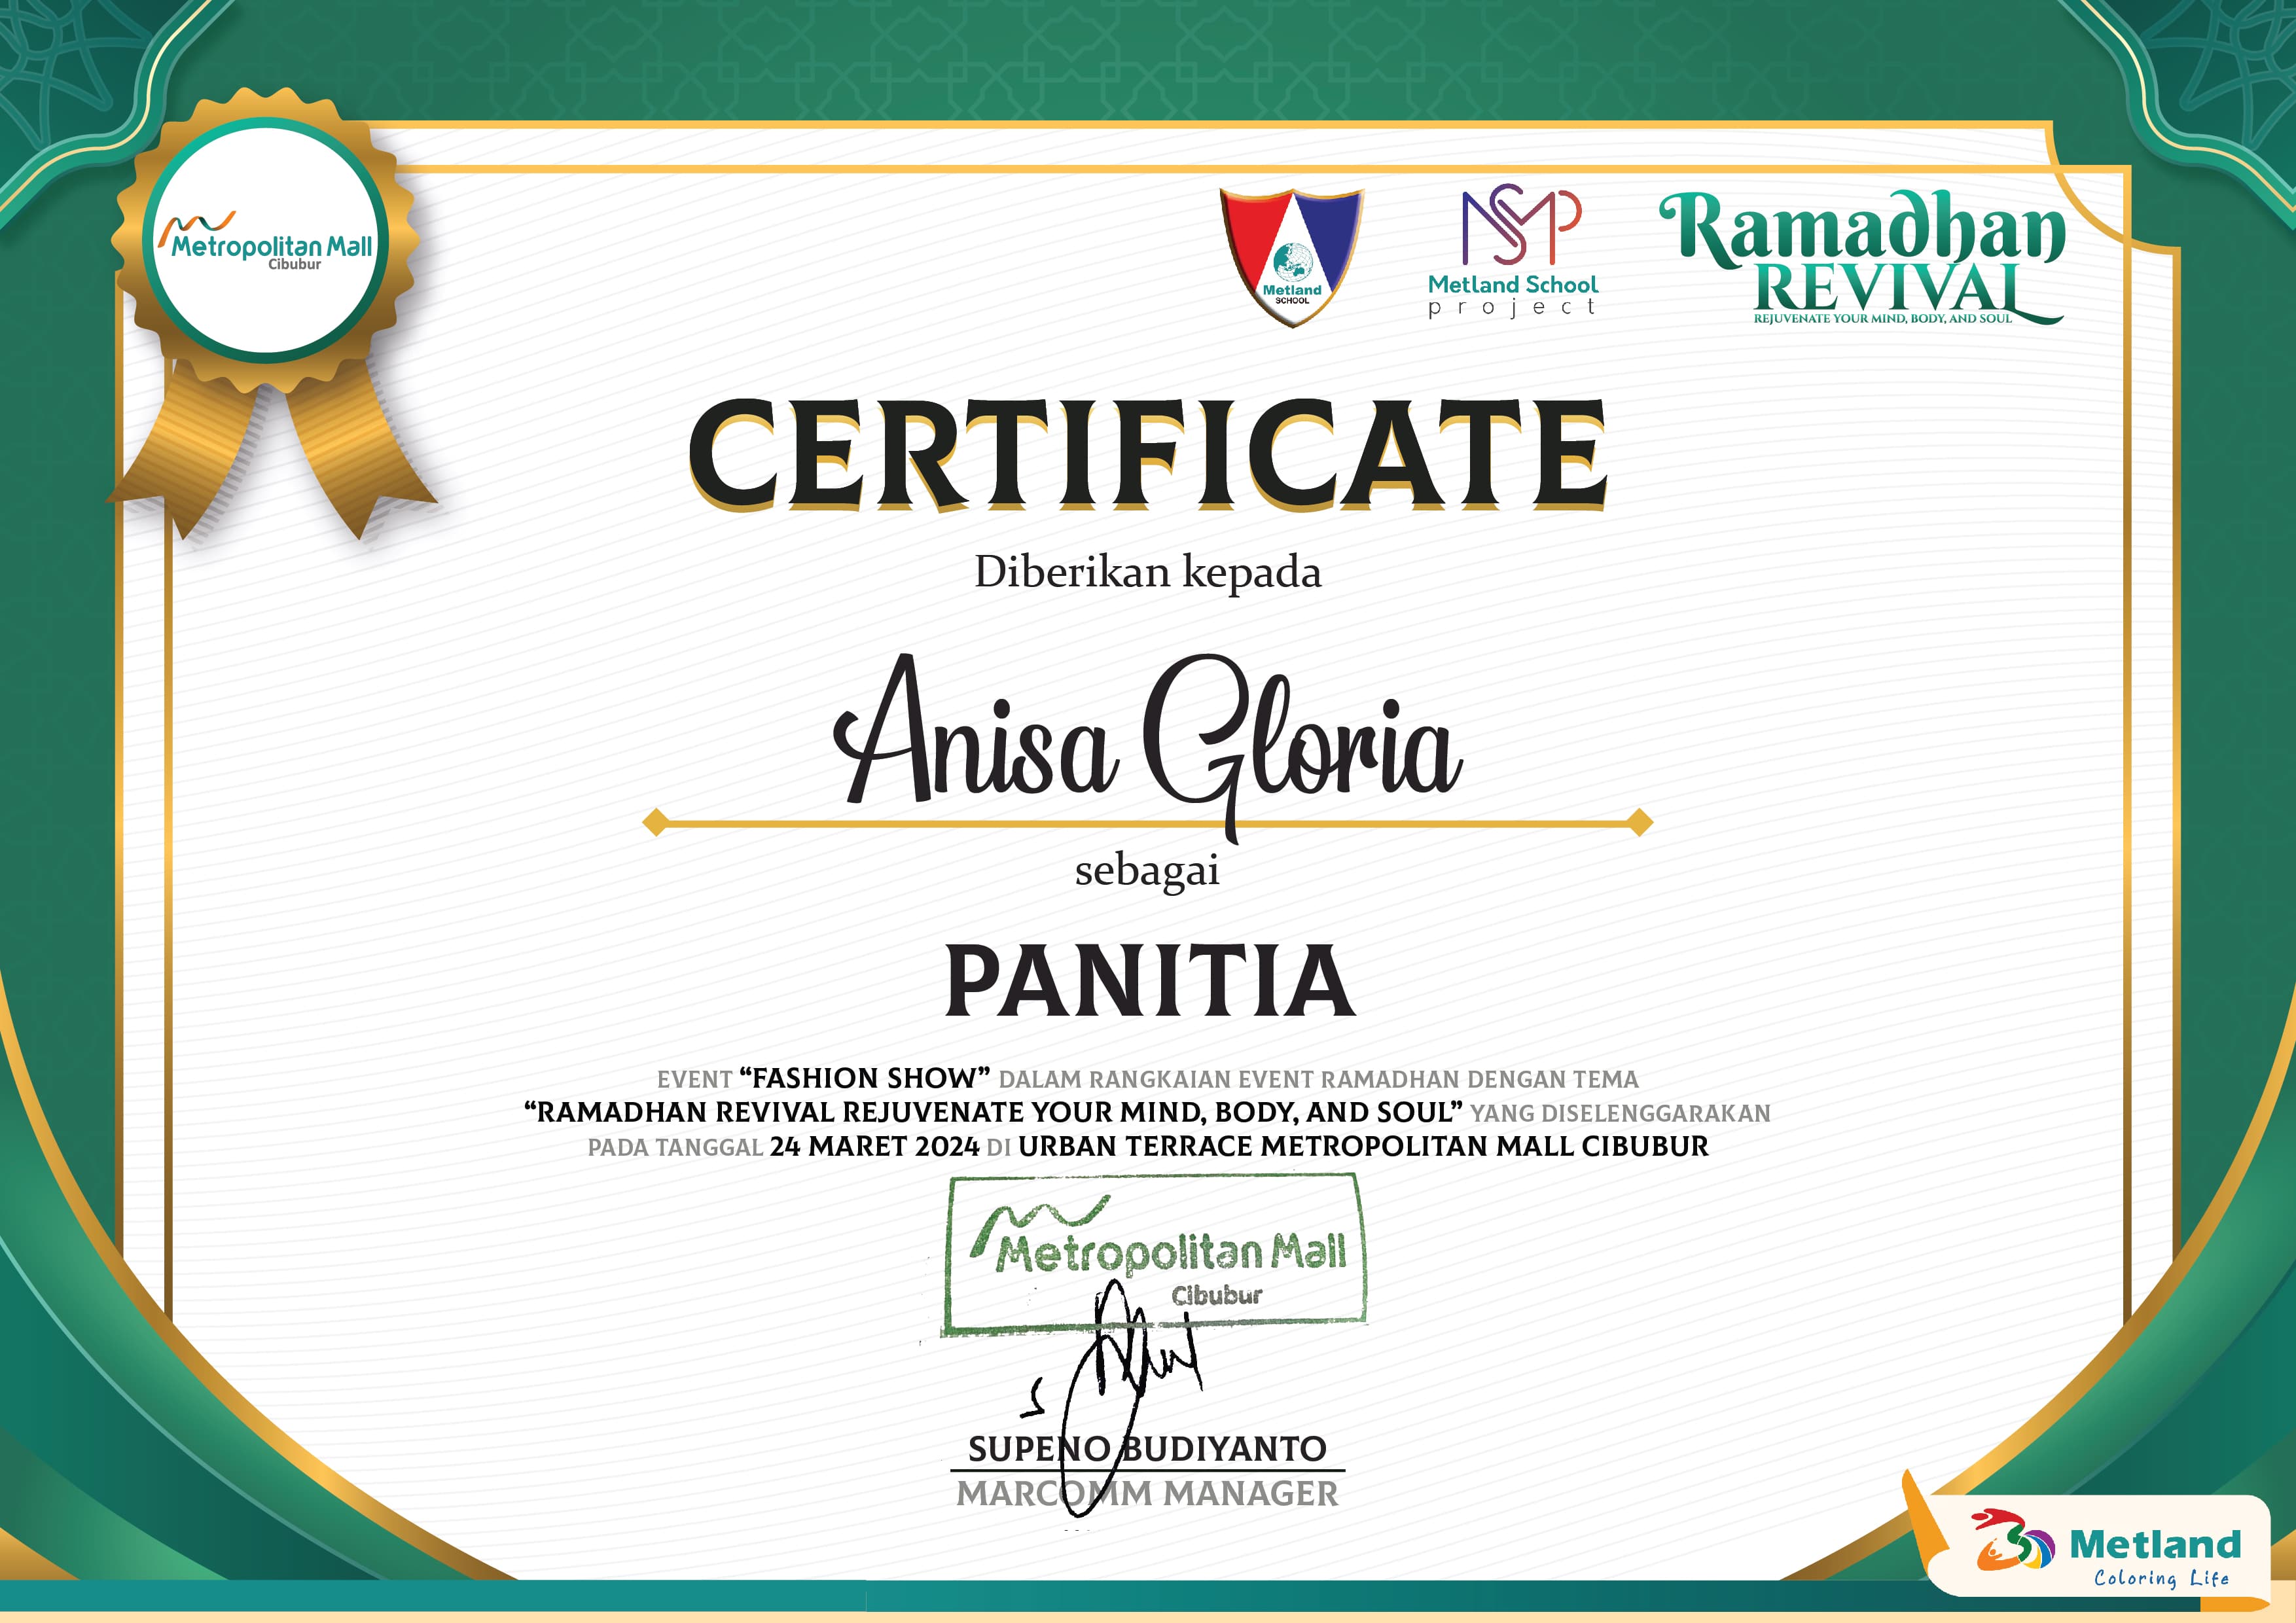 Metropolitan Mall
Cibubur
Metland
SCHOOL
MSP
Metland School
project
Ramadhan
REVIVAL
REJUVENATE YOUR MIND, BODY, AND SOUL
CERTIFICATE
Diberikan kepada
Anisa Gloria
sebagai
PANITIA
EVENT “FASHION SHOW” DALAM RANGKAIAN EVENT RAMADHAN DENGAN TEMA
“RAMADHAN REVIVAL REJUVENATE YOUR MIND, BODY, AND SOUL” YANG DISELENGGARAKAN
PADA TANGGAL 24 MARET 2024 DI URBAN TERRACE METROPOLITAN MALL CIBUBUR
Metropolitan Mall
Cibubur
SUPENO BUDIYANTO
MARCOMM MANAGER
30 Metland
Coloring Life